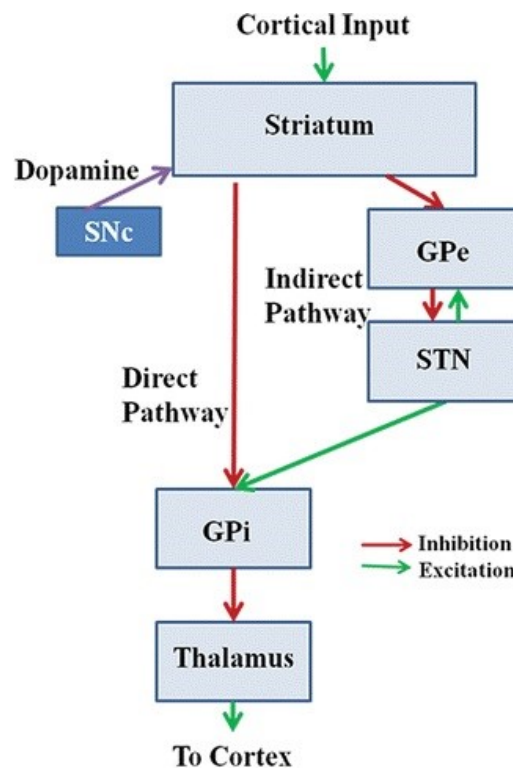 Cortical Input
Striatum
Dopamine
SNc
GPe
Indirect
Pathway
STN
Direct
Pathway
GPi
Inhibition
Excitation
Thalamus
To Cortex